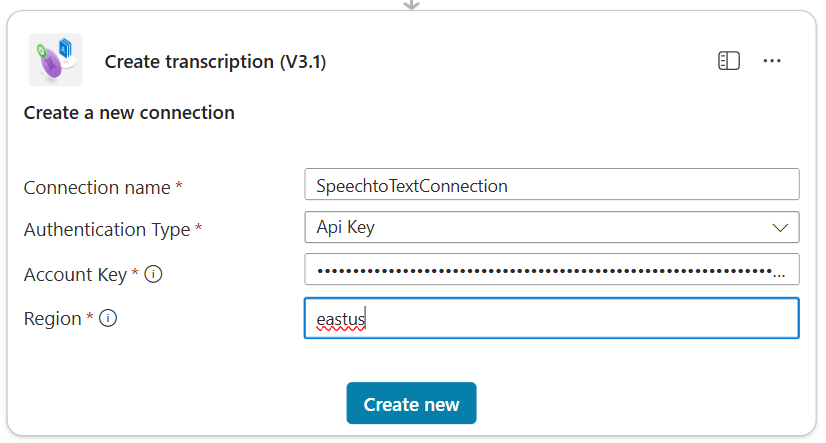 Create transcription (V3.1)
Create a new connection
Connection name *
SpeechtoTextConnection
Authentication Type *
Api Key
Account Key *
••••••••••••••••••••••••••••••••••••••••••••••••••••••••••••••••...
Region *
eastus
Create new